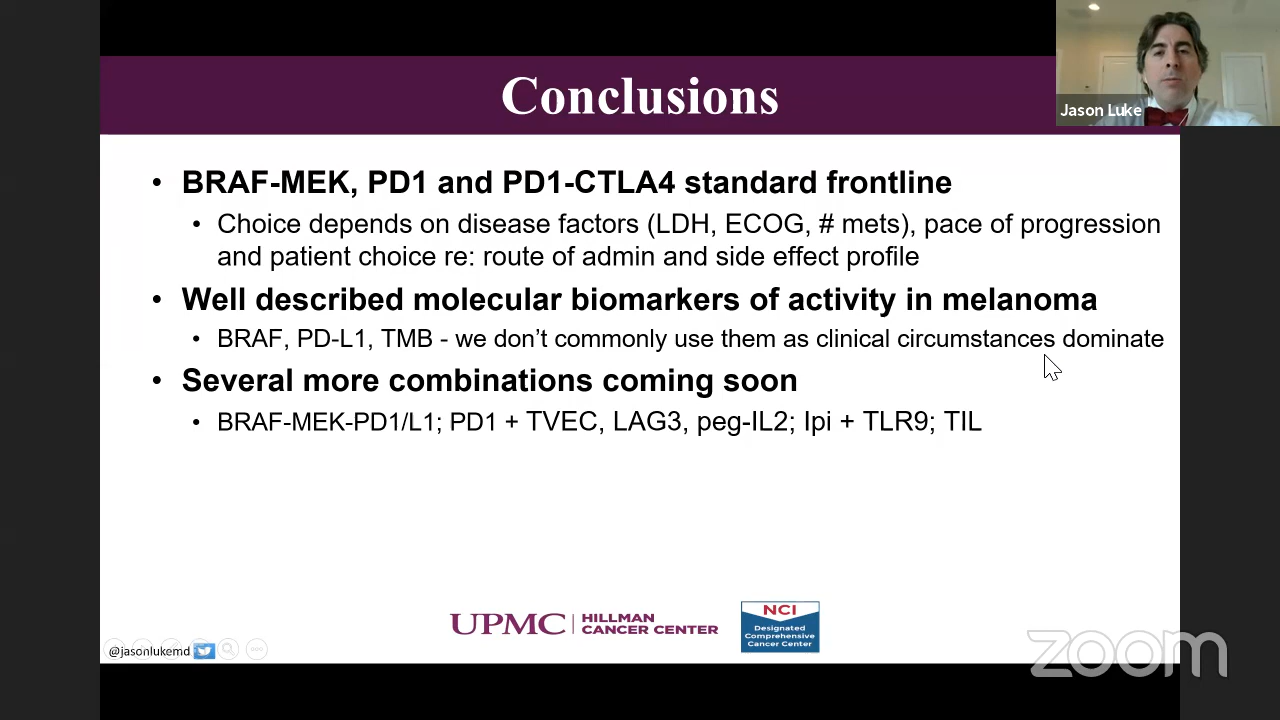 Conclusions
Jason Luke
• BRAF-MEK, PD1 and PD1-CTLA4 standard frontline
• Choice depends on disease factors (LDH, ECOG, # mets), pace of progression
and patient choice re: route of admin and side effect profile
• Well described molecular biomarkers of activity in melanoma
• BRAF, PD-L1, TMB - we don’t commonly use them as clinical circumstances dominate
• Several more combinations coming soon
• BRAF-MEK-PD1/L1; PD1 + TVEC, LAG3, peg-IL2; Ipi + TLR9; TIL
UPMC | HILLMAN
CANCER CENTER
NCI
Designated
Comprehensive
Cancer Center
@jasonlukemd
zoom